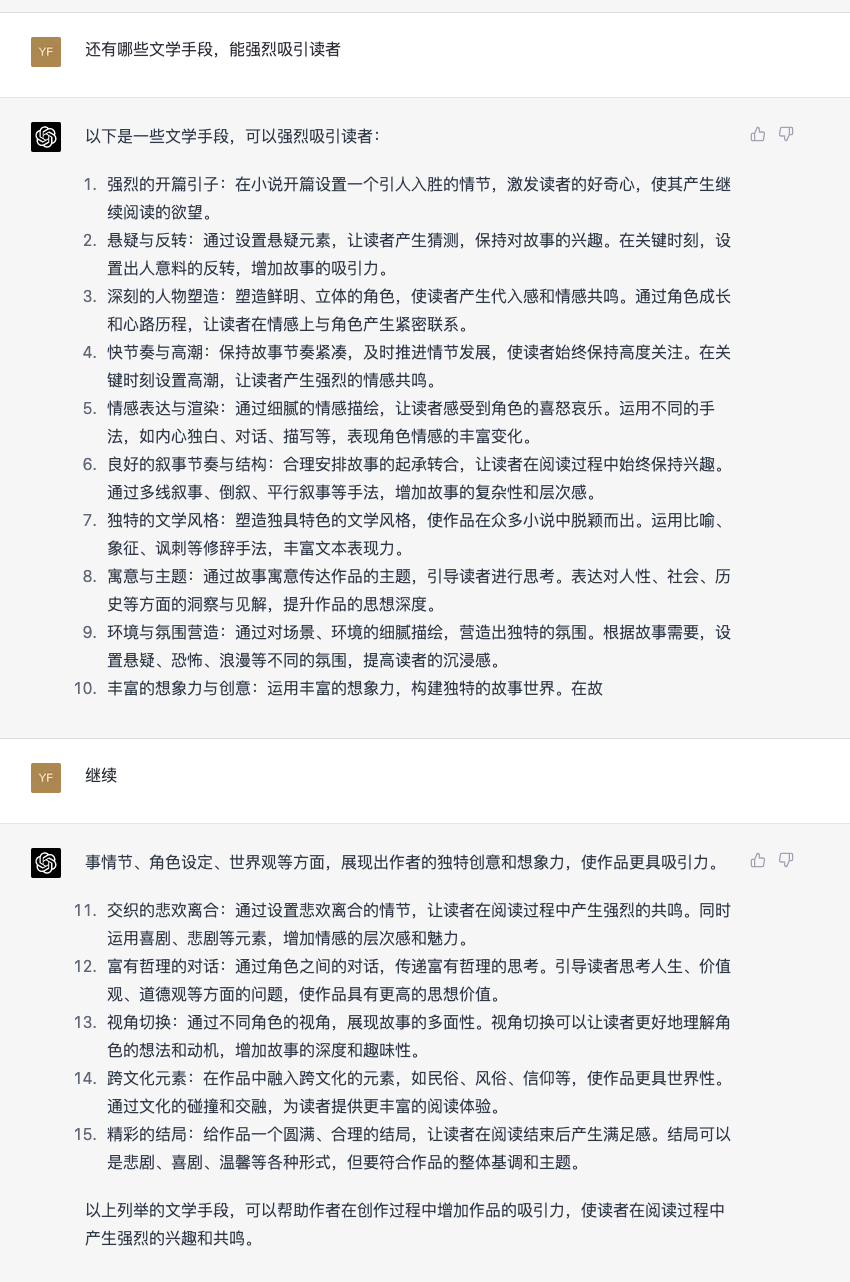 YF
还有哪些文学手段，能强烈吸引读者
以下是一些文学手段，可以强烈吸引读者：
1. 强烈的开篇引子：在小说开篇设置一个引人入胜的情节，激发读者的好奇心，使其产生继
续阅读的欲望。
2. 悬疑与反转：通过设置悬疑元素，让读者产生猜测，保持对故事的兴趣。在关键时刻，设
置出人意料的反转，增加故事的吸引力。
3. 深刻的人物塑造：塑造鲜明、立体的角色，使读者产生代入感和情感共鸣。通过角色成长
和心路历程，让读者在情感上与角色产生紧密联系。
4. 快节奏与高潮：保持故事节奏紧凑，及时推进情节发展，使读者始终保持高度关注。在关
键时刻设置高潮，让读者产生强烈的情感共鸣。
5. 情感表达与渲染：通过细腻的情感描绘，让读者感受到角色的喜怒哀乐。运用不同的手
法，如内心独白、对话、描写等，表现角色情感的丰富变化。
6. 良好的叙事节奏与结构：合理安排故事的起承转合，让读者在阅读过程中始终保持兴趣。
通过多线叙事、倒叙、平行叙事等手法，增加故事的复杂性和层次感。
7. 独特的文学风格：塑造独具特色的文学风格，使作品在众多小说中脱颖而出。运用比喻、
象征、讽刺等修辞手法，丰富文本表现力。
8. 寓意与主题：通过故事寓意传达作品的主题，引导读者进行思考。表达对人性、社会、历
史等方面的洞察与见解，提升作品的思想深度。
9. 环境与氛围营造：通过对场景、环境的细腻描绘，营造出独特的氛围。根据故事需要，设
置悬疑、恐怖、浪漫等不同的氛围，提高读者的沉浸感。
10. 丰富的想象力与创意：运用丰富的想象力，构建独特的故事世界。在故
YF
继续
事情节、角色设定、世界观等方面，展现出作者的独特创意和想象力，使作品更具吸引力。
11. 交织的悲欢离合：通过设置悲欢离合的情节，让读者在阅读过程中产生强烈的共鸣。同时
运用喜剧、悲剧等元素，增加情感的层次感和魅力。
12. 富有哲理的对话：通过角色之间的对话，传递富有哲理的思考。引导读者思考人生、价值
观、道德观等方面的问题，使作品具有更高的思想价值。
13. 视角切换：通过不同角色的视角，展现故事的多面性。视角切换可以让读者更好地理解角
色的想法和动机，增加故事的深度和趣味性。
14. 跨文化元素：在作品中融入跨文化的元素，如民俗、风俗、信仰等，使作品更具世界性。
通过文化的碰撞和交融，为读者提供更丰富的阅读体验。
15. 精彩的结局：给作品一个圆满、合理的结局，让读者在阅读结束后产生满足感。结局可以
是悲剧、喜剧、温馨等各种形式，但要符合作品的整体基调和主题。
以上列举的文学手段，可以帮助作者在创作过程中增加作品的吸引力，使读者在阅读过程中
产生强烈的兴趣和共鸣。